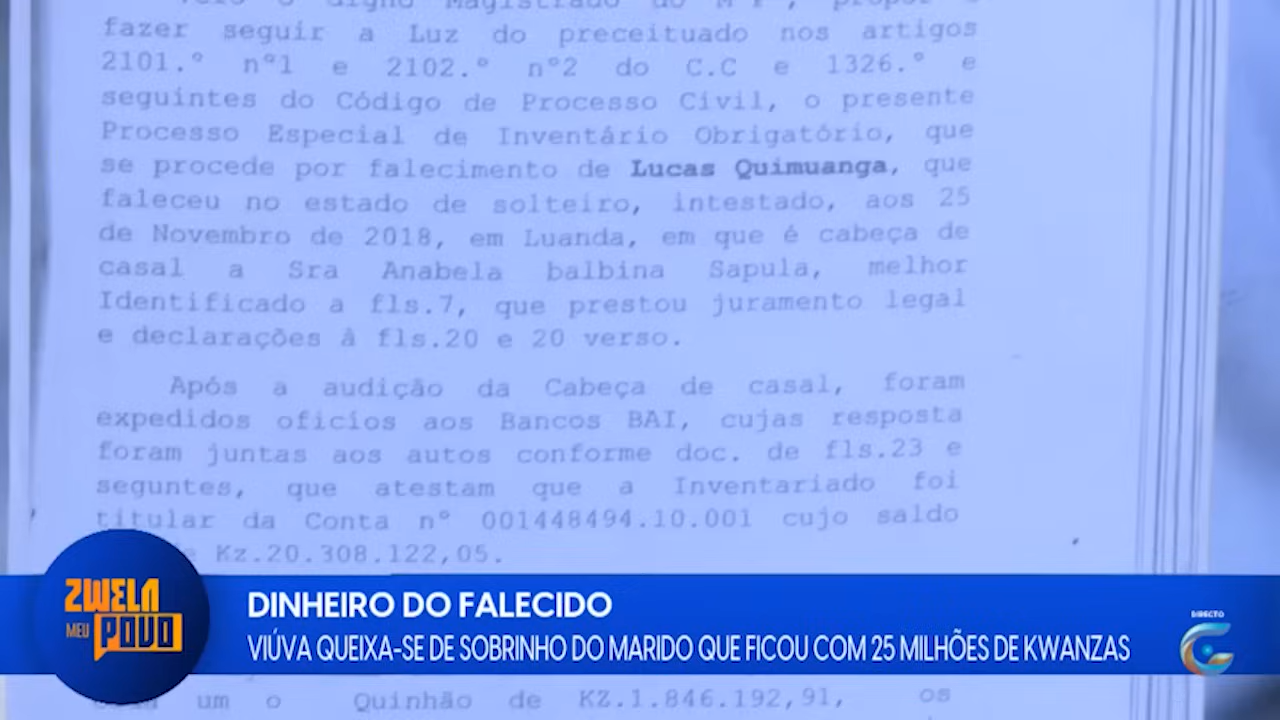 Veio o digno Magistrado do M P, propor e
fazer seguir a Luz do preceituado nos artigos
2101.º nº1 e 2102.º nº2 do C.C e 1326.º e
seguintes do Código de Processo Civil, o presente
Processo Especial de Inventário Obrigatório, que
se procede por falecimento de Lucas Quimuanga, que
faleceu no estado de solteiro, intestado, aos 25
de Novembro de 2018, em Luanda, em que é cabeça de
casal a Sra Anabela balbina Sapula, melhor
Identificado a fls.7, que prestou juramento legal
e declarações â fls.20 e 20 verso.
Após a audição da Cabeça de casal, foram
expedidos oficios aos Bancos BAI, cujas resposta
foram juntas aos autos conforme doc. de fls.23 e
seguntes, que atestam que a Inventariado foi
titular da Conta nº 001448494.10.001 cujo saldo
Kz.20.308.122,05.
ZWELA
MEU POVO
DINHEIRO DO FALECIDO
VIÚVA QUEIXA-SE DE SOBRINHO DO MARIDO QUE FICOU COM 25 MILHÕES DE KWANZAS
DIRECTO
um o Quinhão de KZ.1.846.192,91, os